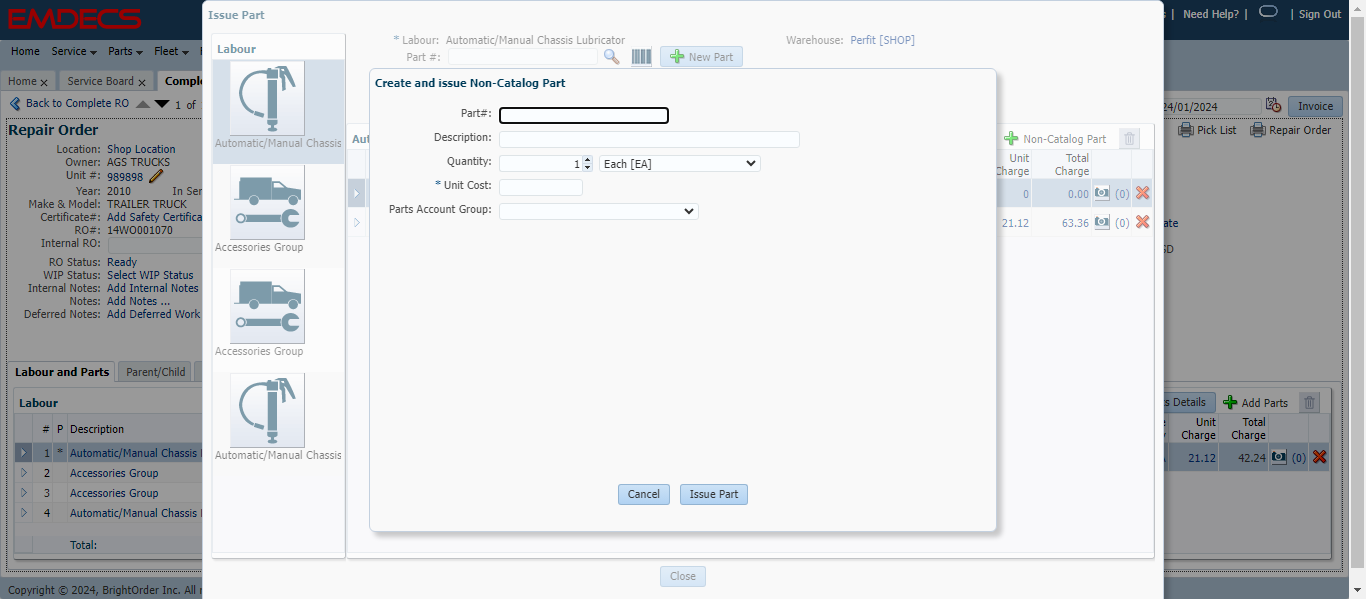 EMDECS
Need Help? |
| Sign Out
Home Service Parts Fleet
Home x Service Board x Comple
Back to Complete RO 1 of
24/01/2024 Invoice
Pick List Repair Order
Repair Order
Location: Shop Location
Owner: AGS TRUCKS
Unit #: 989898
Year: 2010 In Ser
Make & Model: TRAILER TRUCK
Certificate#: Add Safety Certifica
RO#: 14WO001070
Internal RO:
RO Status: Ready
WIP Status: Select WIP Status
Internal Notes: Add Internal Notes
Notes: Add Notes ...
Deferred Notes: Add Deferred Work
Labour and Parts Parent/Child
Labour
# P Description
1 * Automatic/Manual Chassis
2 Accessories Group
3 Accessories Group
4 Automatic/Manual Chassis
Total:
Copyright © 2024, BrightOrder Inc. All
Issue Part
Labour
Automatic/Manual Chassis
Accessories Group
Accessories Group
Automatic/Manual Chassis
* Labour: Automatic/Manual Chassis Lubricator
Warehouse: Perfit [SHOP]
Part #: New Part
Aut
Non-Catalog Part
Unit Charge Total Charge
0 0.00 (0)
21.12 63.36 (0)
Create and issue Non-Catalog Part
Part#:
Description:
Quantity: 1 Each [EA]
* Unit Cost:
Parts Account Group:
Cancel Issue Part
Close
ate
SD
s Details Add Parts
Unit Charge Total Charge
21.12 42.24 (0)